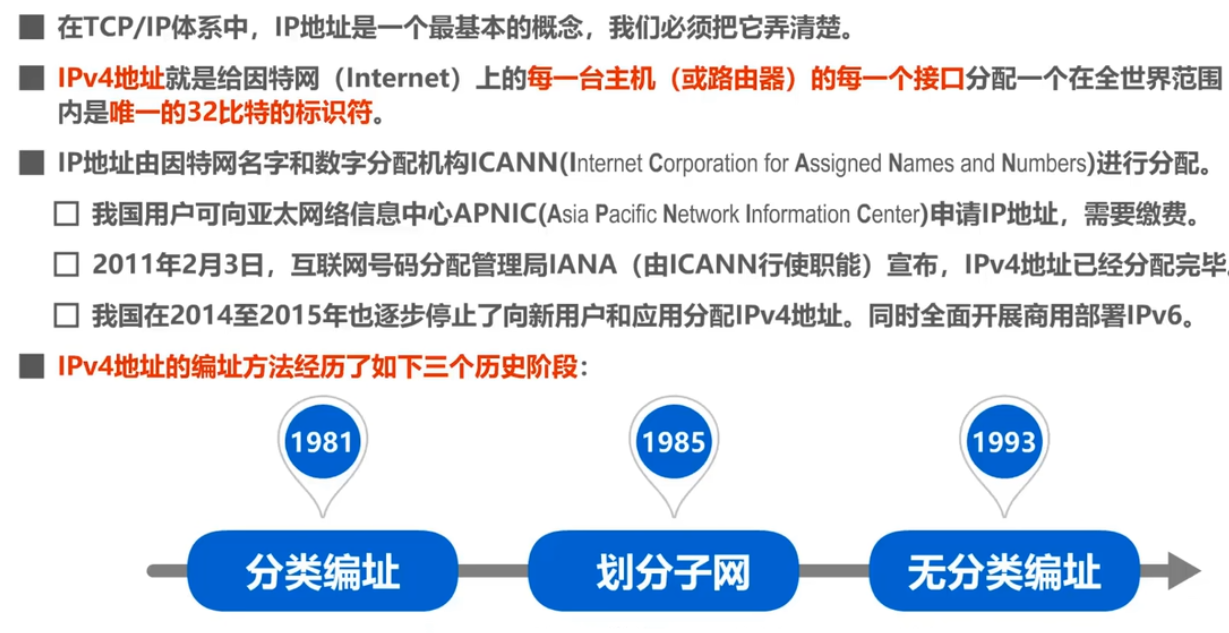 在TCP/IP体系中，IP地址是一个最基本的概念，我们必须把它弄清楚。
IPv4地址就是给因特网（Internet）上的每一台主机（或路由器）的每一个接口分配一个在全世界范围
内是唯一的32比特的标识符。
IP地址由因特网名字和数字分配机构ICANN(Internet Corporation for Assigned Names and Numbers)进行分配。
我国用户可向亚太网络信息中心APNIC(Asia Pacific Network Information Center)申请IP地址，需要缴费。
2011年2月3日，互联网号码分配管理局IANA（由ICANN行使职能）宣布，IPv4地址已经分配完毕。
我国在2014至2015年也逐步停止了向新用户和应用分配IPv4地址。同时全面开展商用部署IPv6。
IPv4地址的编址方法经历了如下三个历史阶段：
1981 1985 1993
分类编址 划分子网 无分类编址